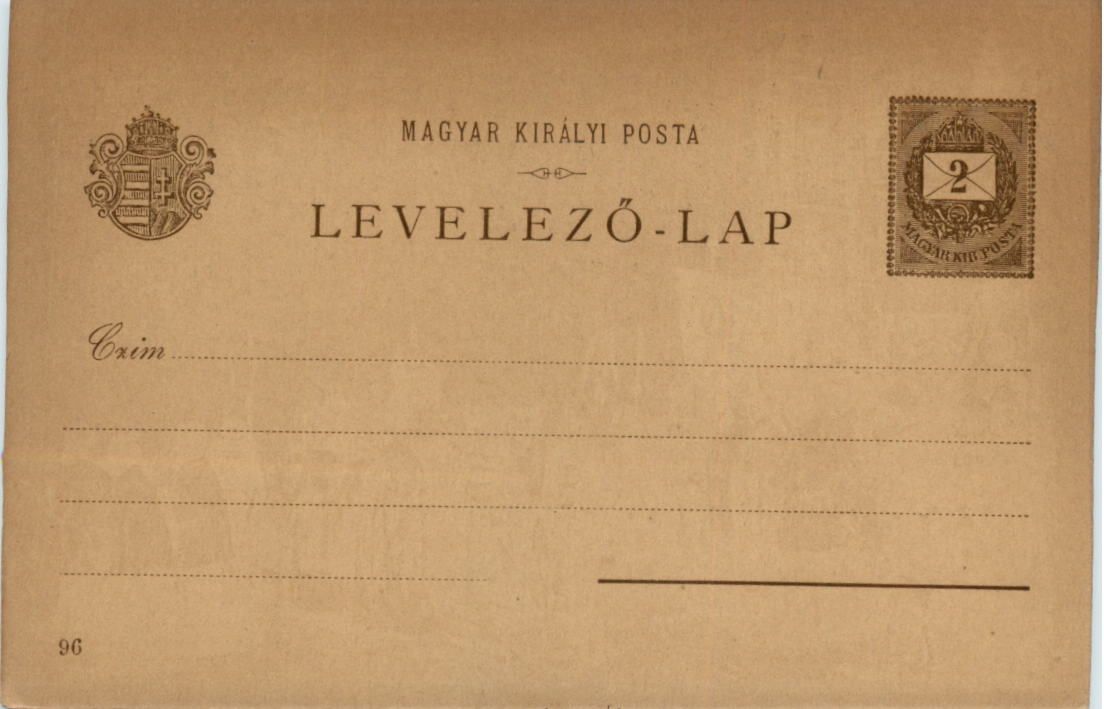 MAGYAR KIRÁLYI POSTA
LEVELEZŐ-LAP
2
MAGYAR KIR. POSTA
Czim
96